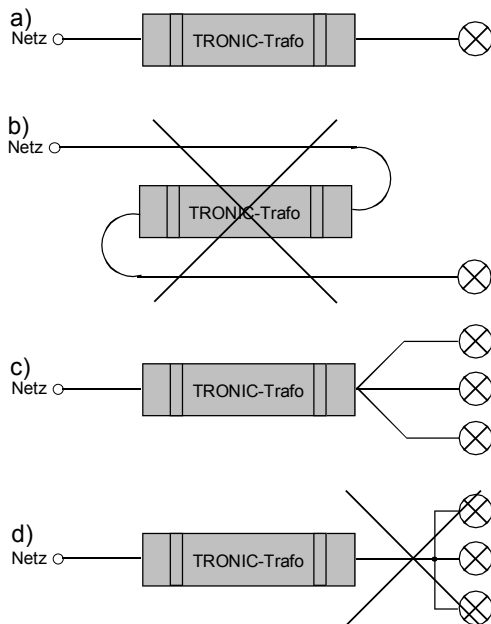 a)
Netz
TRONIC-Trafo
b)
Netz
TRONIC-Trafo
c)
Netz
TRONIC-Trafo
d)
Netz
TRONIC-Trafo